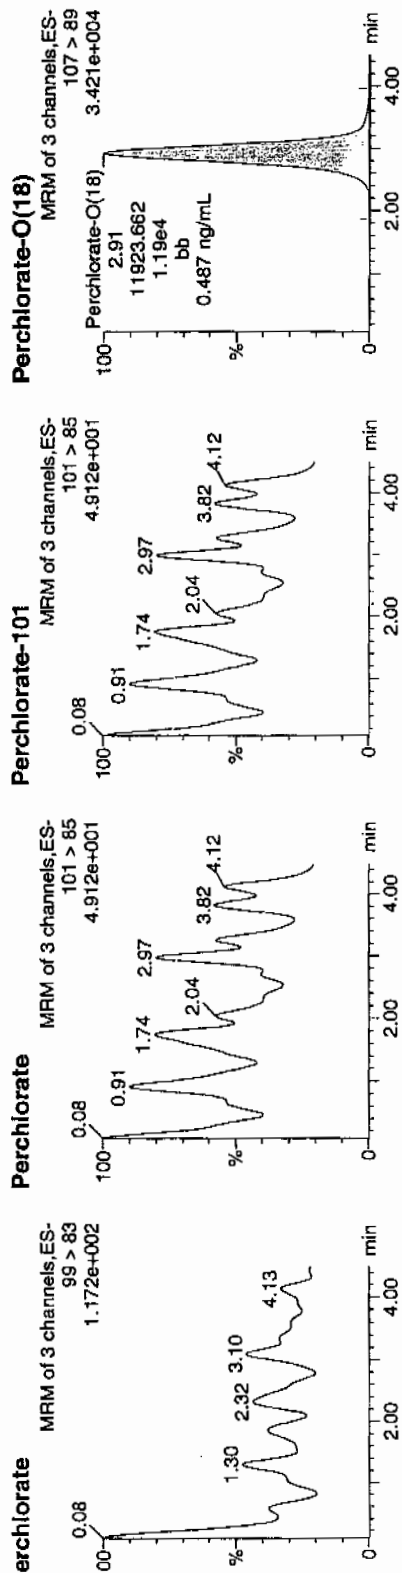 erchlorate
MRM of 3 channels,ES-
99 > 83
1.172e+002
0.08
1.30
2.32
3.10
4.13
00
%
0
2.00
4.00
min
Perchlorate
MRM of 3 channels,ES-
101 > 85
4.912e+001
0.08
0.91
1.74
2.04
2.97
3.82
4.12
100
%
0
2.00
4.00
min
Perchlorate-101
MRM of 3 channels,ES-
101 > 85
4.912e+001
0.08
0.91
1.74
2.04
2.97
3.82
4.12
100
%
0
2.00
4.00
min
Perchlorate-O(18)
MRM of 3 channels,ES-
107 > 89
3.421e+004
Perchlorate-O(18)
2.91
11923.662
1.19e4
bb
0.487 ng/mL
100
%
0
2.00
4.00
min